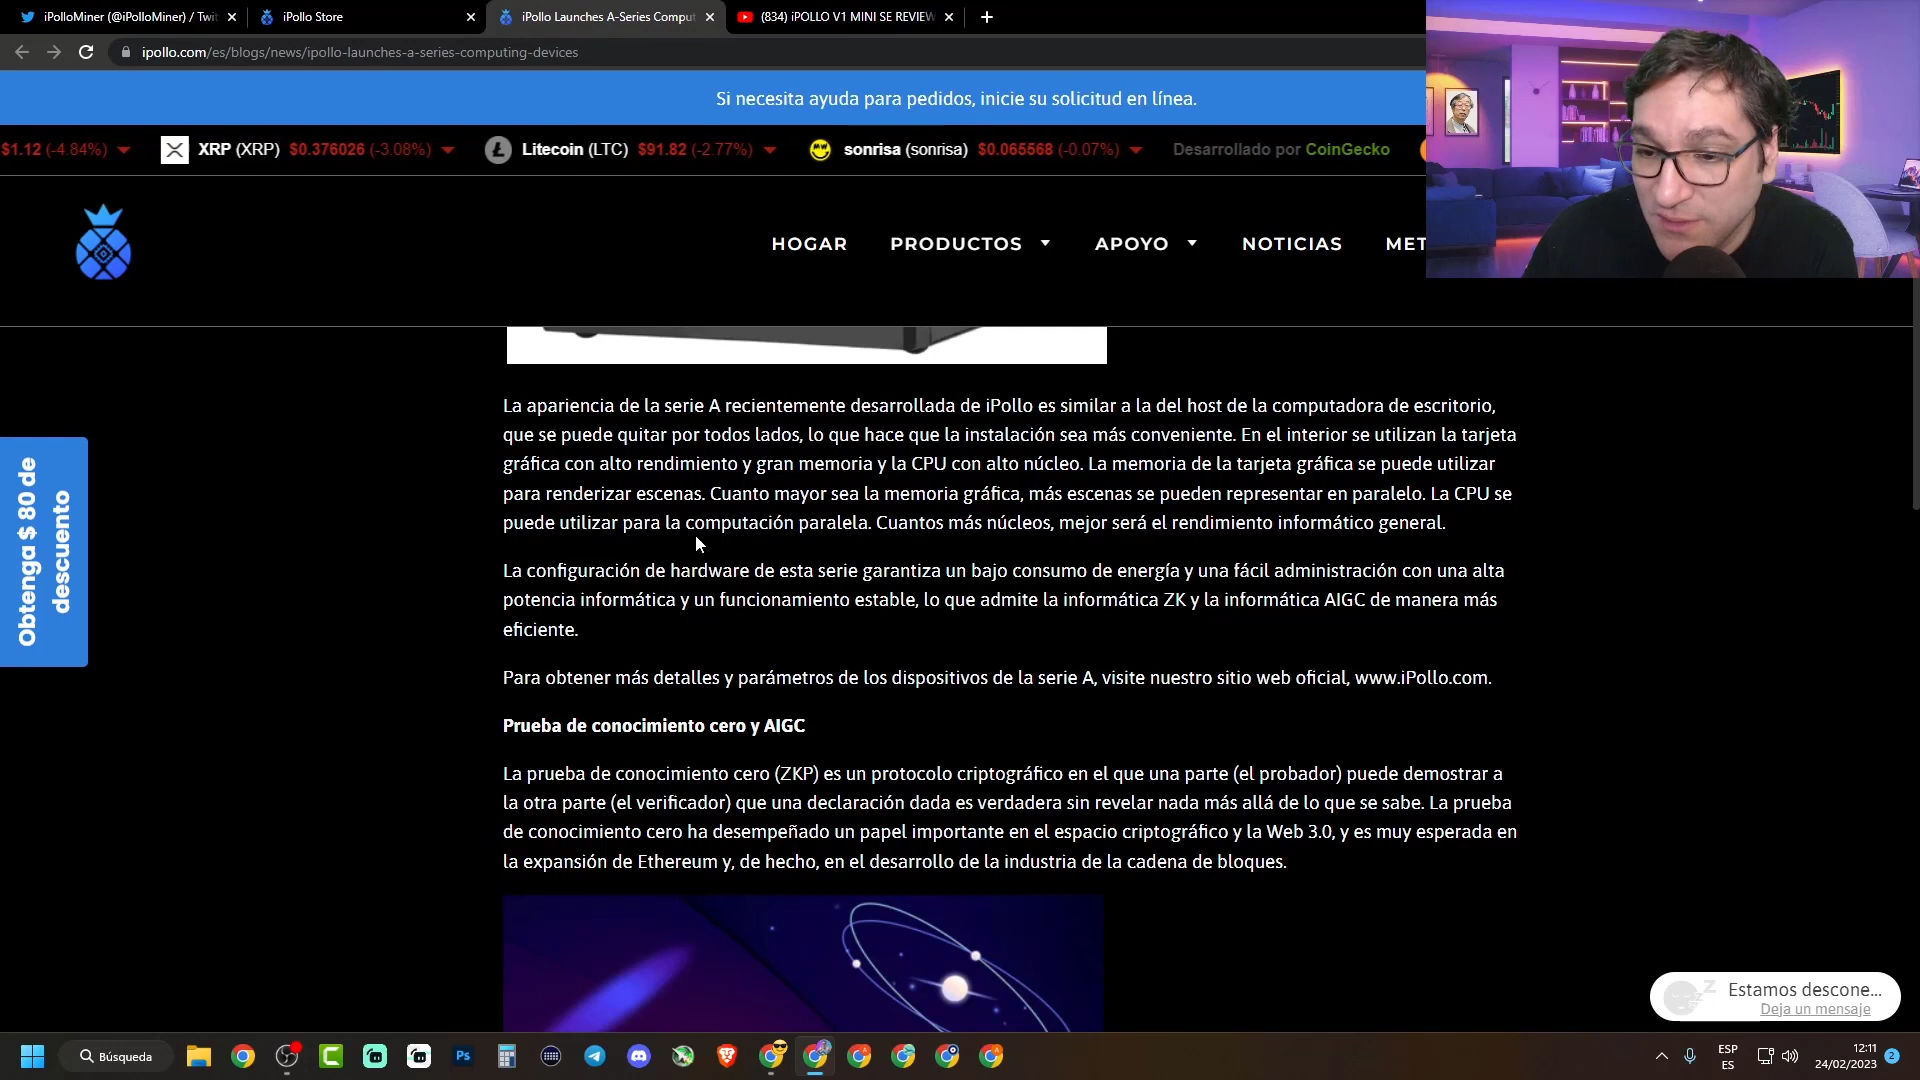 iPolloMiner (@iPolloMiner) / Twit
iPollo Store
iPollo Launches A-Series Comput
(834) iPOLLO V1 MINI SE REVIEW
ipollo.com/es/blogs/news/ipollo-launches-a-series-computing-devices
Si necesita ayuda para pedidos, inicie su solicitud en línea.
$1.12 (-4.84%) XRP (XRP) $0.376026 (-3.08%) Litecoin (LTC) $91.82 (-2.77%) sonrisa (sonrisa) $0.065568 (-0.07%) Desarrollado por CoinGecko
HOGAR PRODUCTOS APOYO NOTICIAS MET
La apariencia de la serie A recientemente desarrollada de iPollo es similar a la del host de la computadora de escritorio,
que se puede quitar por todos lados, lo que hace que la instalación sea más conveniente. En el interior se utilizan la tarjeta
gráfica con alto rendimiento y gran memoria y la CPU con alto núcleo. La memoria de la tarjeta gráfica se puede utilizar
para renderizar escenas. Cuanto mayor sea la memoria gráfica, más escenas se pueden representar en paralelo. La CPU se
puede utilizar para la computación paralela. Cuantos más núcleos, mejor será el rendimiento informático general.
La configuración de hardware de esta serie garantiza un bajo consumo de energía y una fácil administración con una alta
potencia informática y un funcionamiento estable, lo que admite la informática ZK y la informática AIGC de manera más
eficiente.
Para obtener más detalles y parámetros de los dispositivos de la serie A, visite nuestro sitio web oficial, www.iPollo.com.
Prueba de conocimiento cero y AIGC
La prueba de conocimiento cero (ZKP) es un protocolo criptográfico en el que una parte (el probador) puede demostrar a
la otra parte (el verificador) que una declaración dada es verdadera sin revelar nada más allá de lo que se sabe. La prueba
de conocimiento cero ha desempeñado un papel importante en el espacio criptográfico y la Web 3.0, y es muy esperada en
la expansión de Ethereum y, de hecho, en el desarrollo de la industria de la cadena de bloques.
Obtenga $ 80 de
descuento
Estamos descone...
Deja un mensaje
Búsqueda
Ps
ESP
ES
12:11
24/02/2023
2